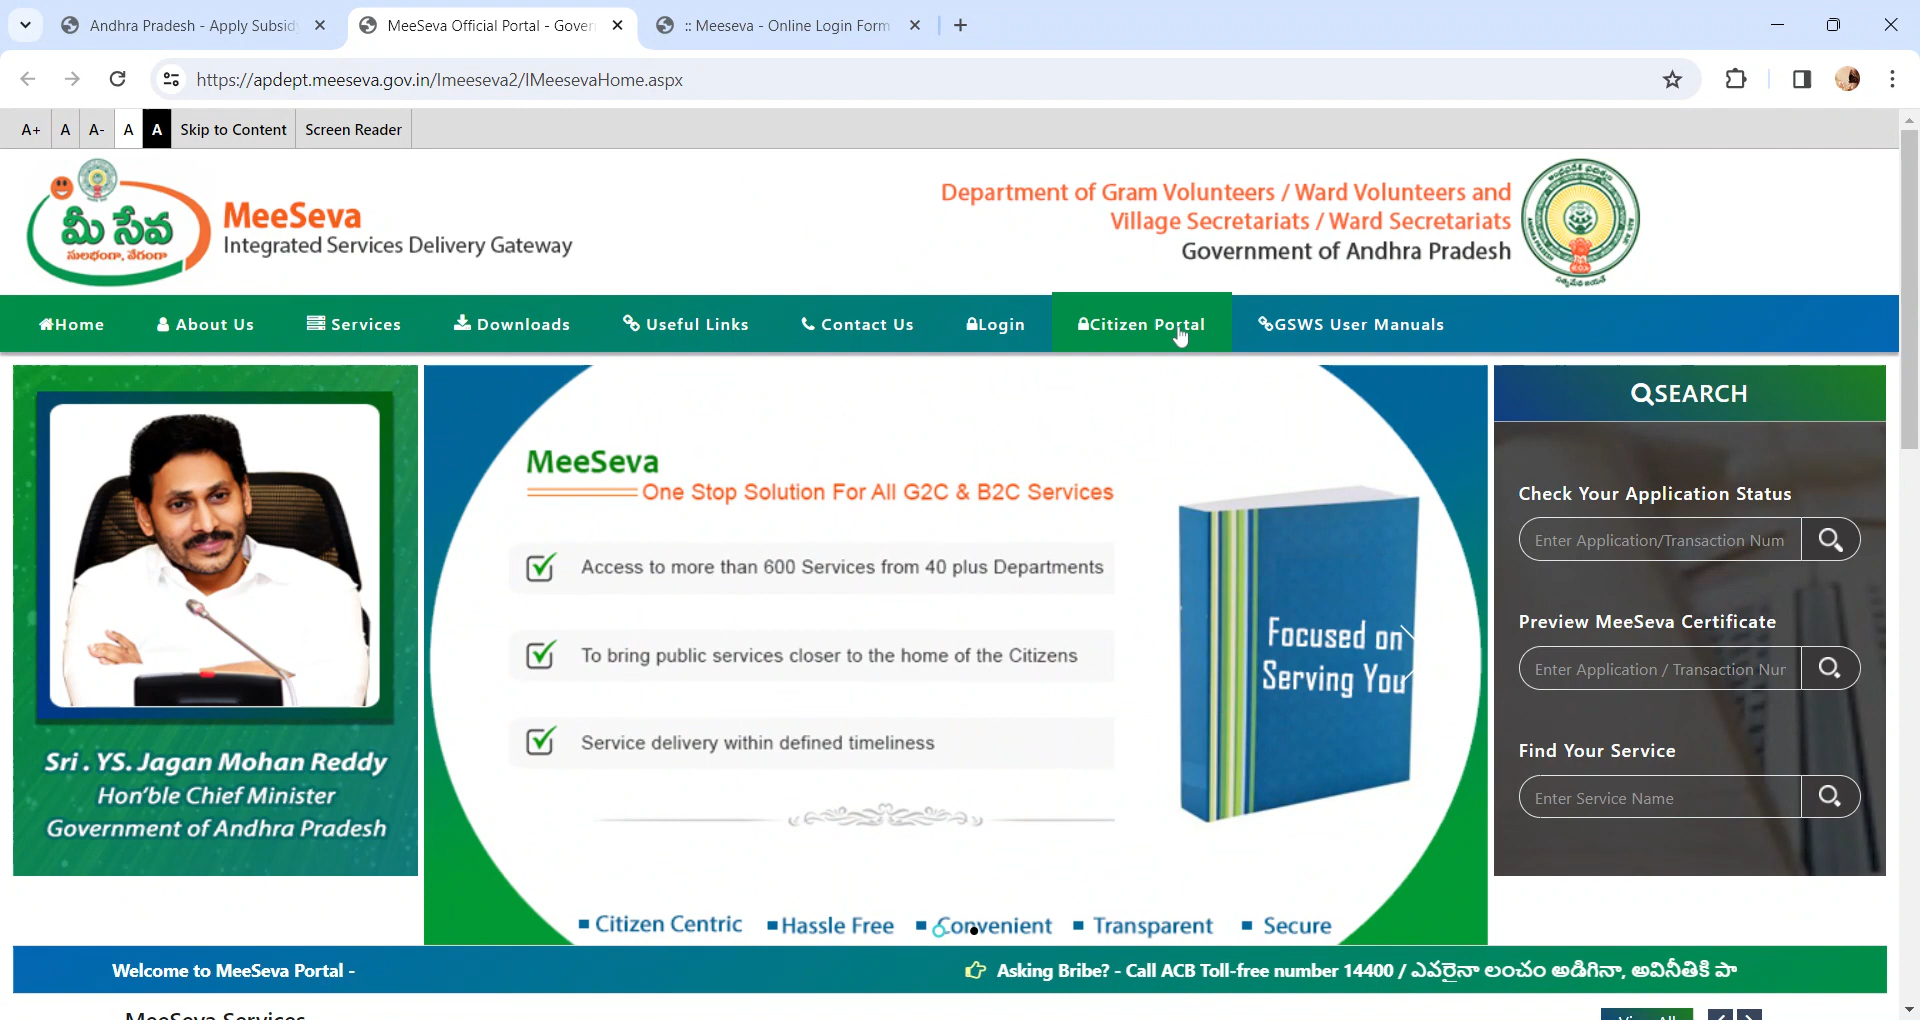 Andhra Pradesh - Apply Subsid
MeeSeva Official Portal - Gover
:: Meeseva - Online Login Form
https://apdept.meeseva.gov.in/Imeeseva2/IMeesevaHome.aspx
A+ A A- A A Skip to Content Screen Reader
మీ సేవ
MeeSeva
Integrated Services Delivery Gateway
Department of Gram Volunteers / Ward Volunteers and
Village Secretariats / Ward Secretariats
Government of Andhra Pradesh
Home About Us Services Downloads Useful Links Contact Us Login Citizen Portal GSWS User Manuals
Sri . YS. Jagan Mohan Reddy
Hon'ble Chief Minister
Government of Andhra Pradesh
MeeSeva
One Stop Solution For All G2C & B2C Services
Access to more than 600 Services from 40 plus Departments
To bring public services closer to the home of the Citizens
Service delivery within defined timeliness
Focused on
Serving You
Citizen Centric Hassle Free Convenient Transparent Secure
SEARCH
Check Your Application Status
Enter Application/Transaction Num
Preview MeeSeva Certificate
Enter Application / Transaction Nur
Find Your Service
Enter Service Name
Welcome to MeeSeva Portal -
Asking Bribe? - Call ACB Toll-free number 14400 / ఎవరైనా లంచం అడిగినా, అవినీతికి పా
MeeSeva Services
View All